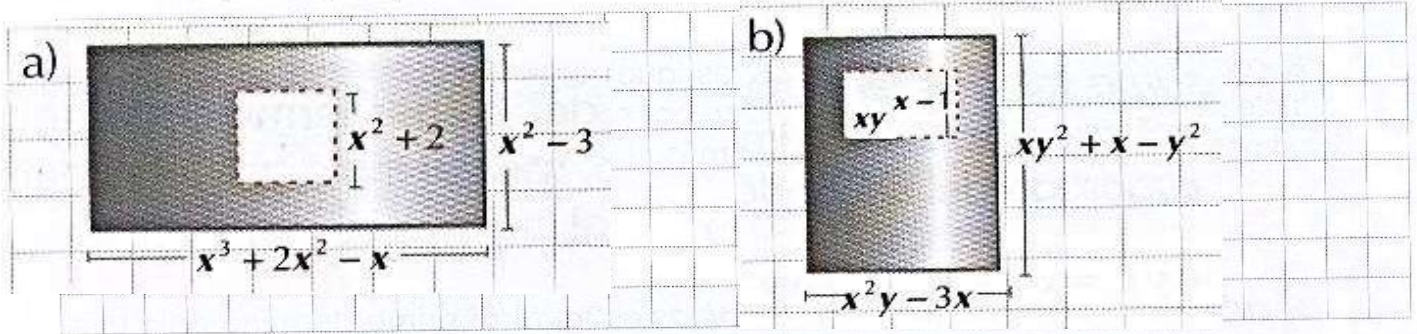 a)
x² + 2
x² − 3
x³ + 2x² − x
b)
x − 1
xy
xy² + x − y²
x²y − 3x